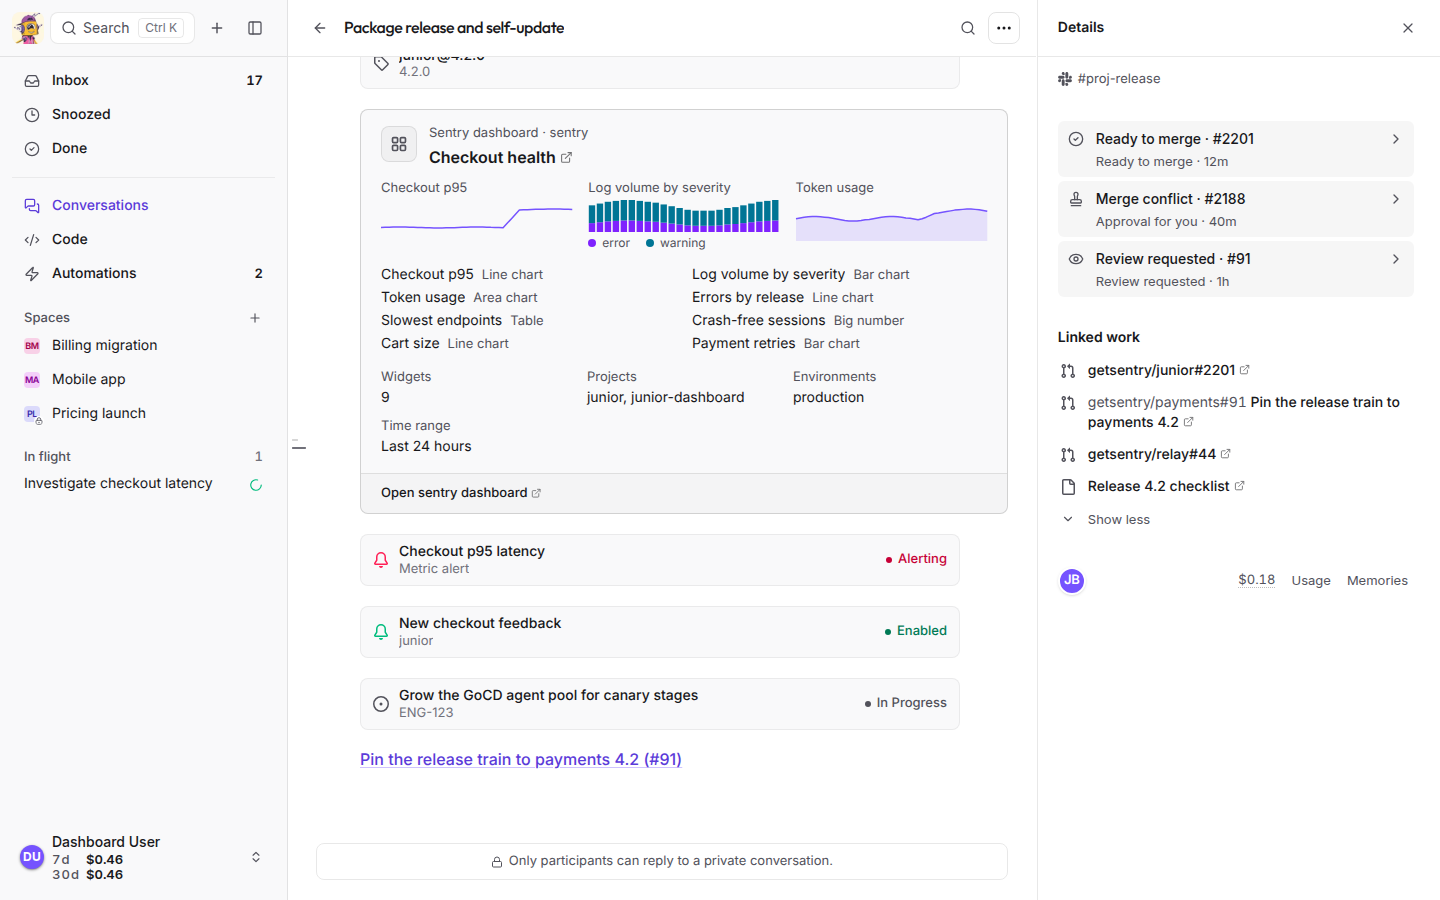 Search Ctrl K
Inbox 17
Snoozed
Done
Conversations
Code
Automations 2
Spaces
BM Billing migration
MA Mobile app
PL Pricing launch
In flight 1
Investigate checkout latency
DU Dashboard User
7d $0.46
30d $0.46
Package release and self-update
junior@4.2.0
4.2.0
Sentry dashboard · sentry
Checkout health
Checkout p95
Log volume by severity
error warning
Token usage
Checkout p95 Line chart
Log volume by severity Bar chart
Token usage Area chart
Errors by release Line chart
Slowest endpoints Table
Crash-free sessions Big number
Cart size Line chart
Payment retries Bar chart
Widgets
9
Projects
junior, junior-dashboard
Environments
production
Time range
Last 24 hours
Open sentry dashboard
Checkout p95 latency
Metric alert
Alerting
New checkout feedback
junior
Enabled
Grow the GoCD agent pool for canary stages
ENG-123
In Progress
Pin the release train to payments 4.2 (#91)
Only participants can reply to a private conversation.
Details
#proj-release
Ready to merge · #2201
Ready to merge · 12m
Merge conflict · #2188
Approval for you · 40m
Review requested · #91
Review requested · 1h
Linked work
getsentry/junior#2201
getsentry/payments#91 Pin the release train to
payments 4.2
getsentry/relay#44
Release 4.2 checklist
Show less
JB $0.18 Usage Memories